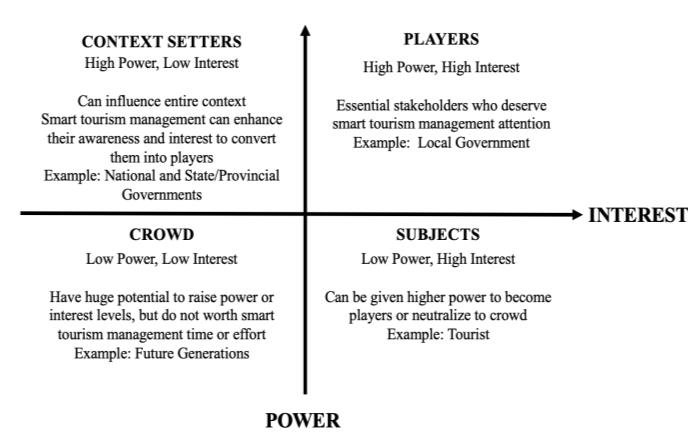 CONTEXT SETTERS
High Power, Low Interest
Can influence entire context
Smart tourism management can enhance
their awareness and interest to convert
them into players
Example: National and State/Provincial
Governments
PLAYERS
High Power, High Interest
Essential stakeholders who deserve
smart tourism management attention
Example: Local Government
INTEREST
CROWD
Low Power, Low Interest
Have huge potential to raise power or
interest levels, but do not worth smart
tourism management time or effort
Example: Future Generations
SUBJECTS
Low Power, High Interest
Can be given higher power to become
players or neutralize to crowd
Example: Tourist
POWER